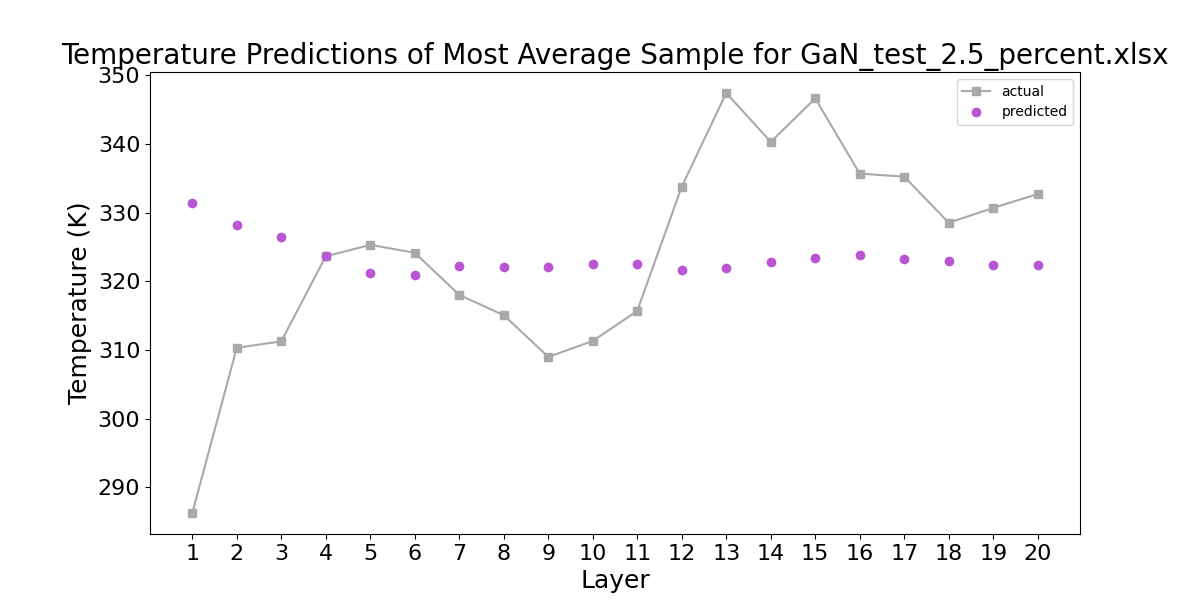 Temperature Predictions of Most Average Sample for GaN_test_2.5_percent.xlsx
350
340
330
320
310
300
290
Temperature (K)
actual
predicted
1 2 3 4 5 6 7 8 9 10 11 12 13 14 15 16 17 18 19 20
Layer